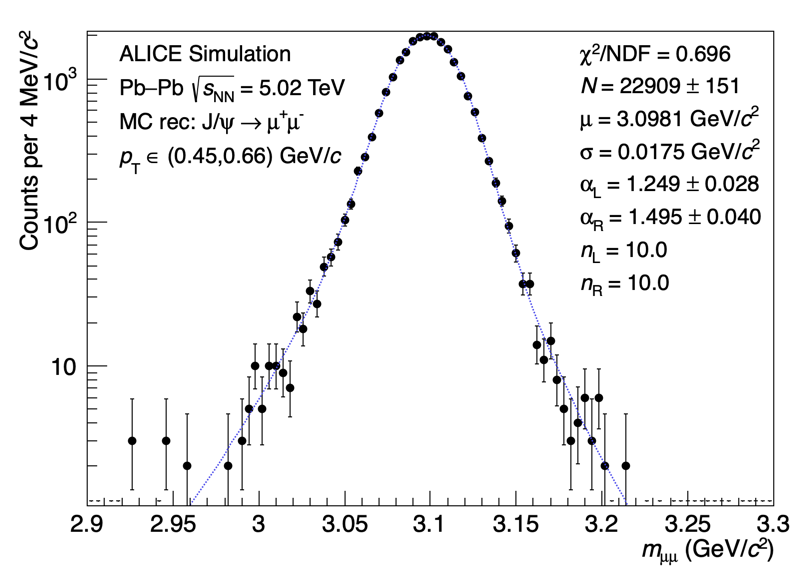 ALICE Simulation
Pb–Pb √sNN = 5.02 TeV
MC rec: J/ψ → μ+μ-
pT ∈ (0.45,0.66) GeV/c
χ2/NDF = 0.696
N = 22909 ± 151
μ = 3.0981 GeV/c2
σ = 0.0175 GeV/c2
αL = 1.249 ± 0.028
αR = 1.495 ± 0.040
nL = 10.0
nR = 10.0
Counts per 4 MeV/c2
103
102
10
2.9 2.95 3 3.05 3.1 3.15 3.2 3.25 3.3
mμμ (GeV/c2)